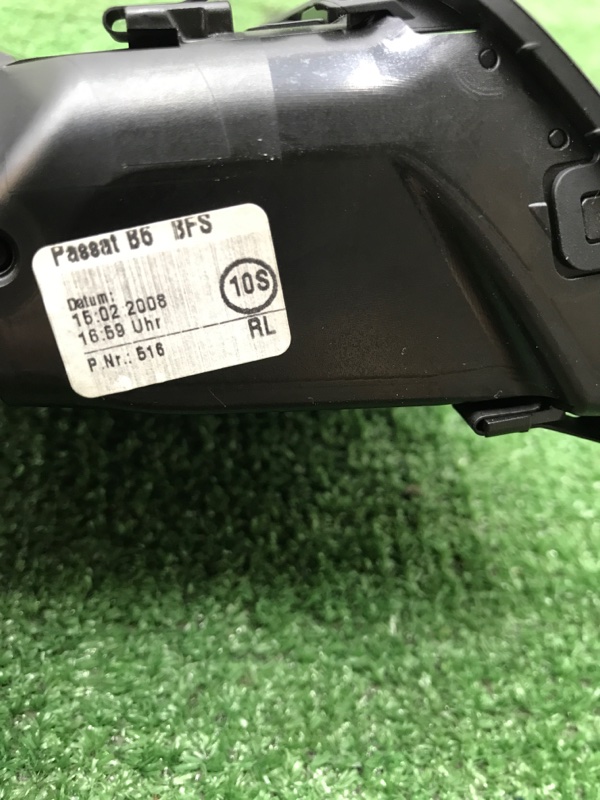 Passat B6 BFS
Datum:
15.02.2008
16:59 Uhr
10S
RL
P.Nr.: 516